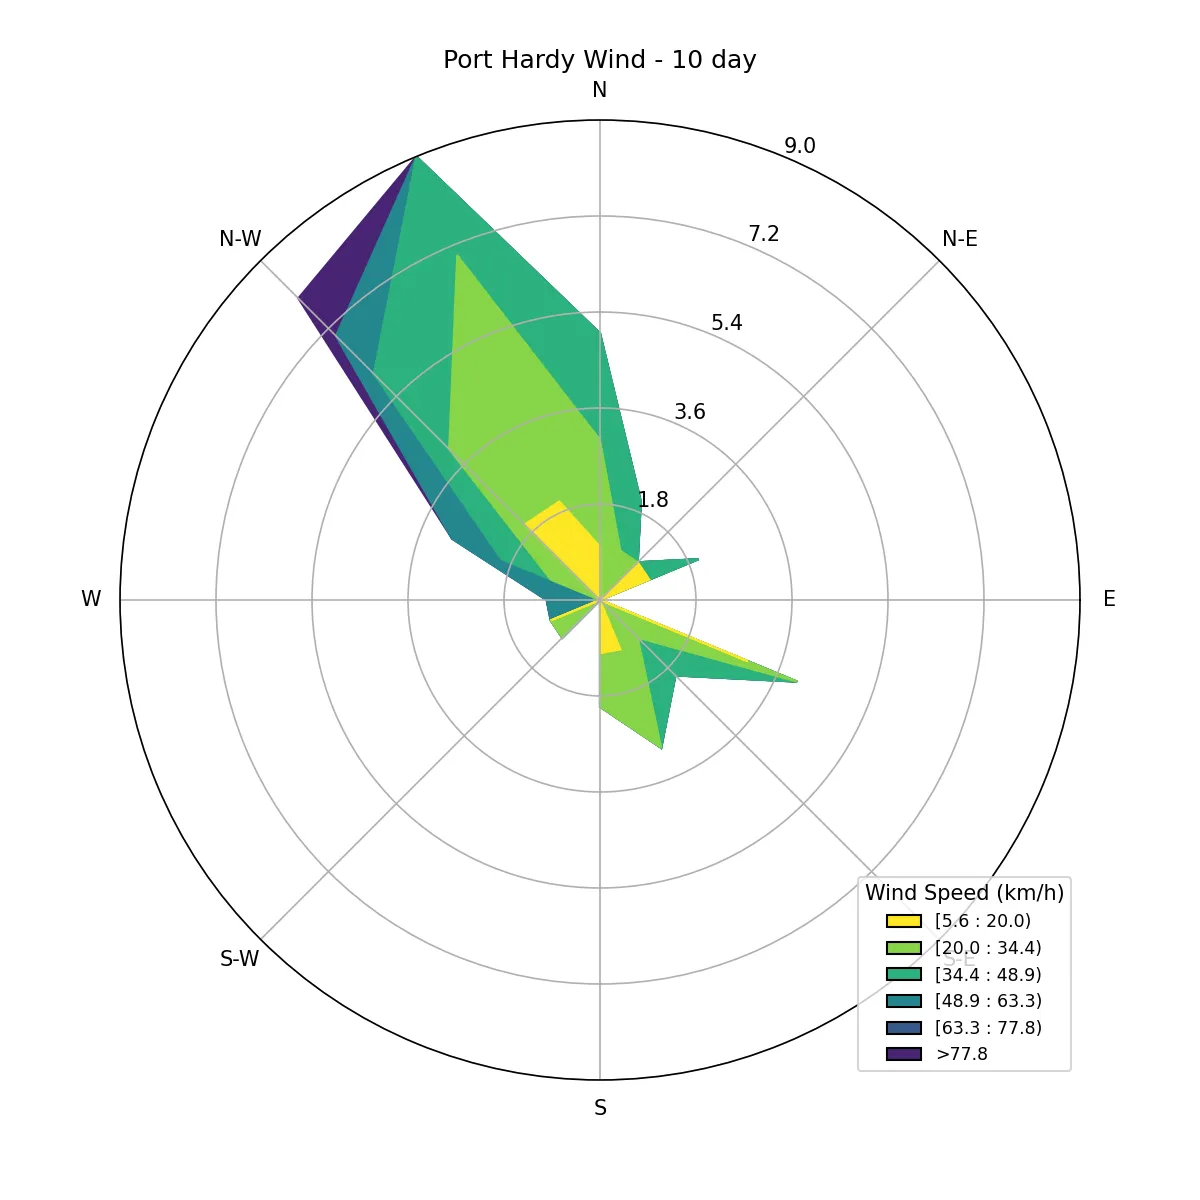 Port Hardy Wind - 10 day
N
9.0
N-W
7.2
N-E
5.4
3.6
1.8
W
E
S-W
S-E
S
Wind Speed (km/h)
[5.6 : 20.0)
[20.0 : 34.4)
[34.4 : 48.9)
[48.9 : 63.3)
[63.3 : 77.8)
>77.8